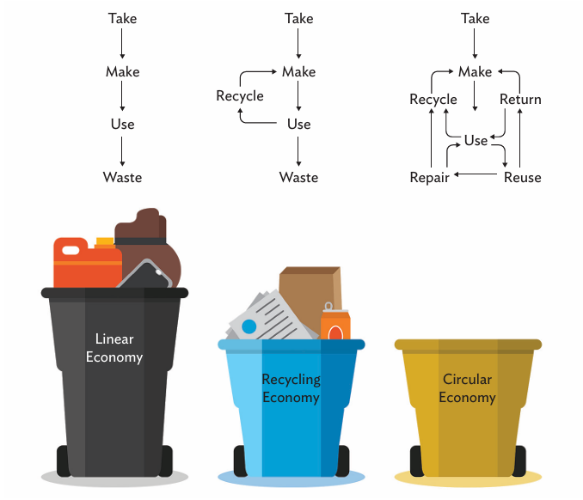 Take
Make
Use
Waste
Take
Make
Recycle
Use
Waste
Take
Make
Recycle
Return
Use
Repair
Reuse
Linear
Economy
Recycling
Economy
Circular
Economy